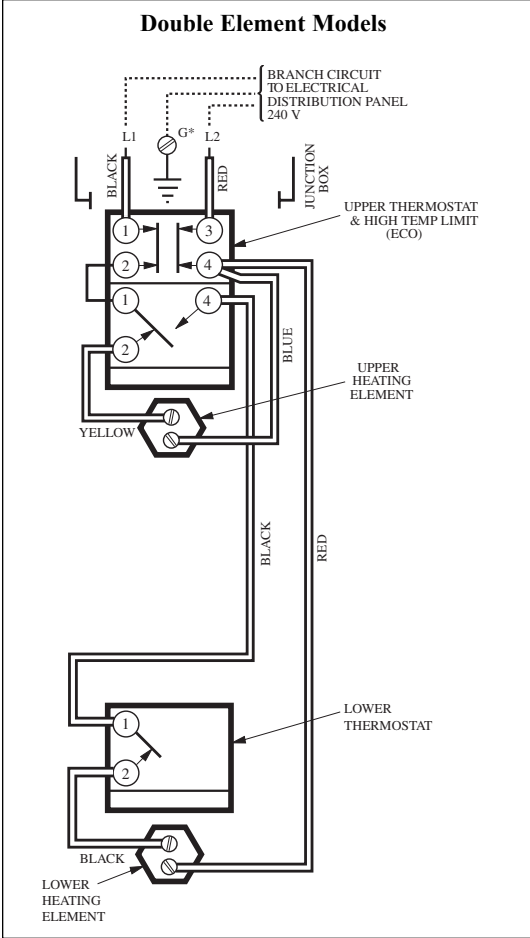 Double Element Models
BRANCH CIRCUIT
TO ELECTRICAL
DISTRIBUTION PANEL
240 V
L1
G*
L2
BLACK
RED
JUNCTION
BOX
UPPER THERMOSTAT
& HIGH TEMP LIMIT
(ECO)
1
3
2
4
1
4
2
BLUE
UPPER
HEATING
ELEMENT
YELLOW
BLACK
RED
LOWER
THERMOSTAT
1
2
BLACK
LOWER
HEATING
ELEMENT